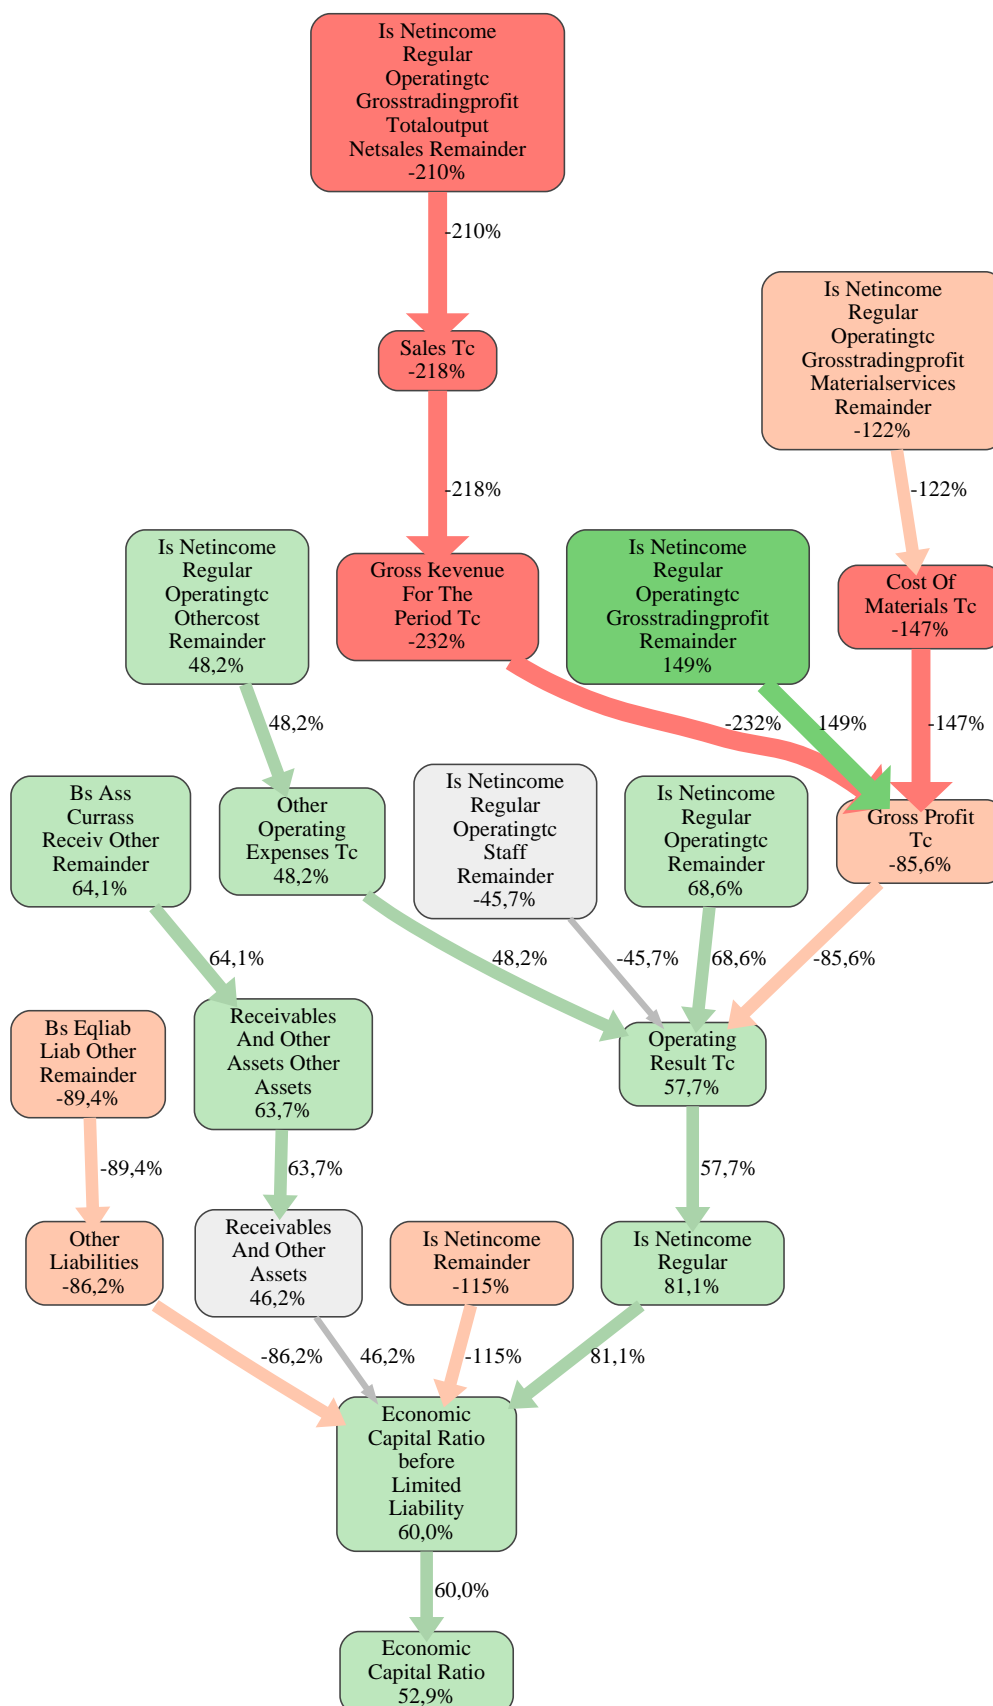 Is Netincome
Regular
Operatingtc
Grosstradingprofit
Totaloutput
Netsales Remainder
-210%
-210%
Is Netincome
Regular
Operatingtc
Grosstradingprofit
Materialservices
Remainder
-122%
Sales Tc
-218%
-218%
-122%
Is Netincome
Regular
Operatingtc
Othercost
Remainder
48,2%
Gross Revenue
For The
Period Tc
-232%
Is Netincome
Regular
Operatingtc
Grosstradingprofit
Remainder
149%
Cost Of
Materials Tc
-147%
48,2%
-232%
149%
-147%
Bs Ass
Currass
Receiv Other
Remainder
64,1%
Other
Operating
Expenses Tc
48,2%
Is Netincome
Regular
Operatingtc
Staff
Remainder
-45,7%
Is Netincome
Regular
Operatingtc
Remainder
68,6%
Gross Profit
Tc
-85,6%
64,1%
48,2%
-45,7%
68,6%
-85,6%
Bs Eqliab
Liab Other
Remainder
-89,4%
Receivables
And Other
Assets Other
Assets
63,7%
Operating
Result Tc
57,7%
-89,4%
63,7%
57,7%
Other
Liabilities
-86,2%
Receivables
And Other
Assets
46,2%
Is Netincome
Remainder
-115%
Is Netincome
Regular
81,1%
-86,2%
46,2%
-115%
81,1%
Economic
Capital Ratio
before
Limited
Liability
60,0%
60,0%
Economic
Capital Ratio
52,9%